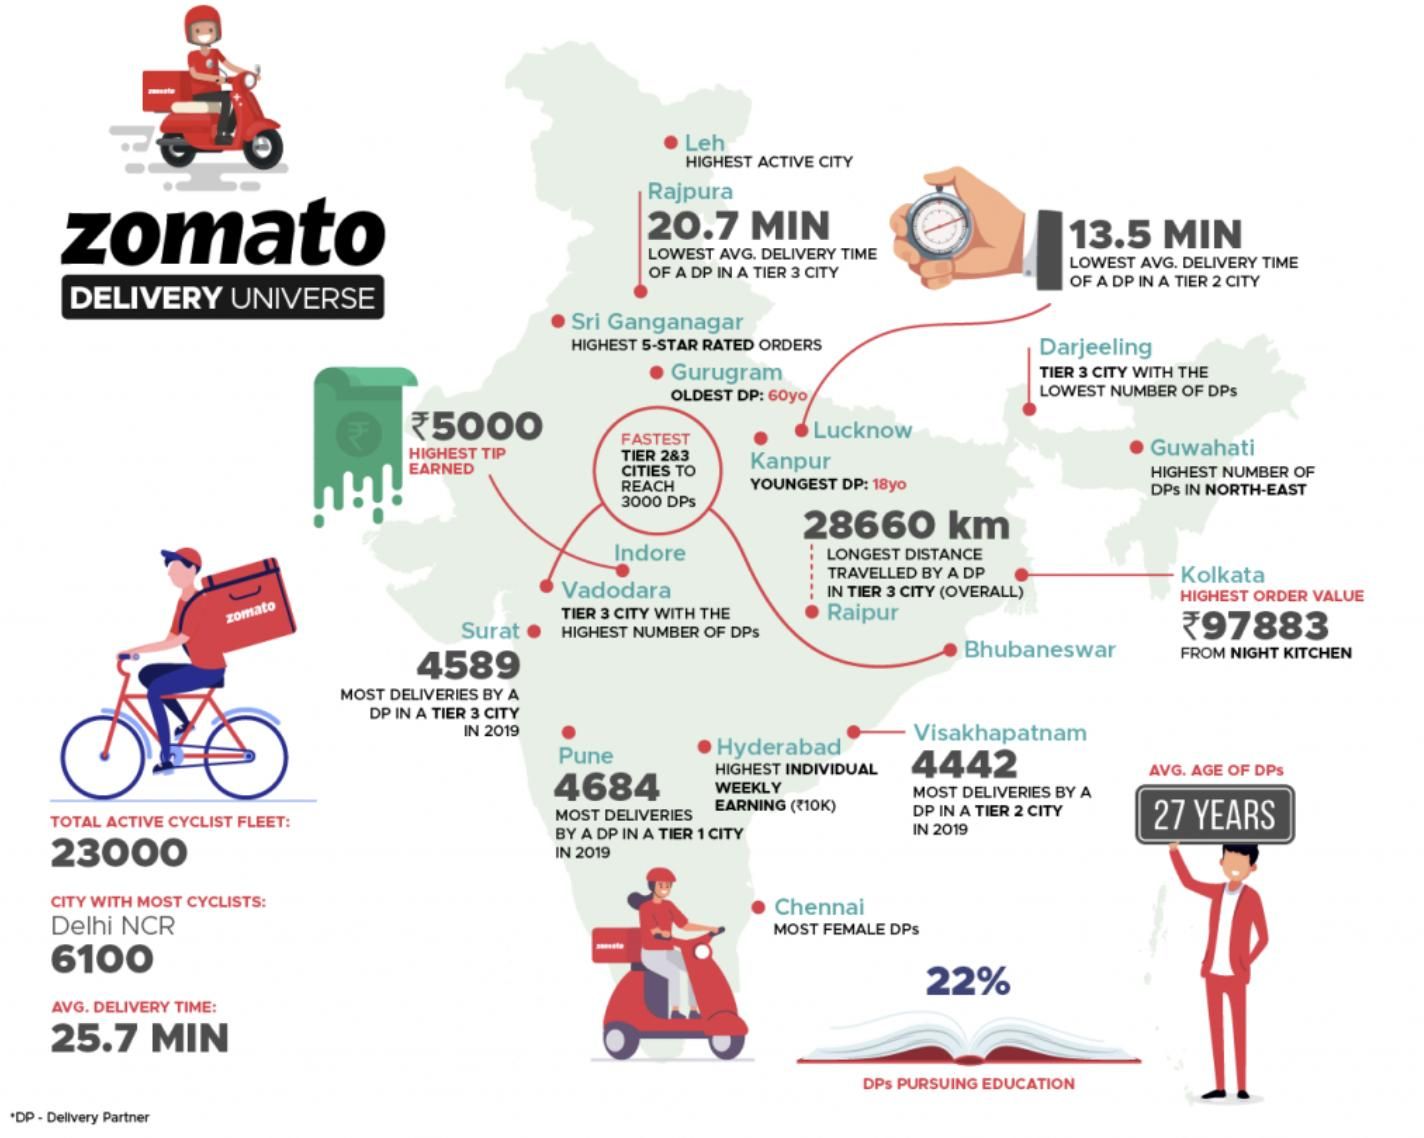 zomato
zomato
DELIVERY UNIVERSE
Leh
HIGHEST ACTIVE CITY
Rajpura
20.7 MIN
LOWEST AVG. DELIVERY TIME
OF A DP IN A TIER 3 CITY
13.5 MIN
LOWEST AVG. DELIVERY TIME
OF A DP IN A TIER 2 CITY
Sri Ganganagar
HIGHEST 5-STAR RATED ORDERS
Gurugram
OLDEST DP: 60yo
Darjeeling
TIER 3 CITY WITH THE
LOWEST NUMBER OF DPs
₹
₹5000
HIGHEST TIP
EARNED
FASTEST
TIER 2&3
CITIES TO
REACH
3000 DPs
Lucknow
Kanpur
YOUNGEST DP: 18yo
Guwahati
HIGHEST NUMBER OF
DPs IN NORTH-EAST
28660 km
LONGEST DISTANCE
TRAVELLED BY A DP
IN TIER 3 CITY (OVERALL)
Raipur
Indore
Vadodara
TIER 3 CITY WITH THE
HIGHEST NUMBER OF DPs
Kolkata
HIGHEST ORDER VALUE
₹97883
FROM NIGHT KITCHEN
zomato
Surat
4589
MOST DELIVERIES BY A
DP IN A TIER 3 CITY
IN 2019
Bhubaneswar
Pune
4684
MOST DELIVERIES
BY A DP IN A TIER 1 CITY
IN 2019
Hyderabad
HIGHEST INDIVIDUAL
WEEKLY
EARNING (₹10K)
Visakhapatnam
4442
MOST DELIVERIES BY A
DP IN A TIER 2 CITY
IN 2019
AVG. AGE OF DPs
27 YEARS
TOTAL ACTIVE CYCLIST FLEET:
23000
CITY WITH MOST CYCLISTS:
Delhi NCR
6100
AVG. DELIVERY TIME:
25.7 MIN
Chennai
MOST FEMALE DPs
zomato
22%
DPs PURSUING EDUCATION
*DP - Delivery Partner